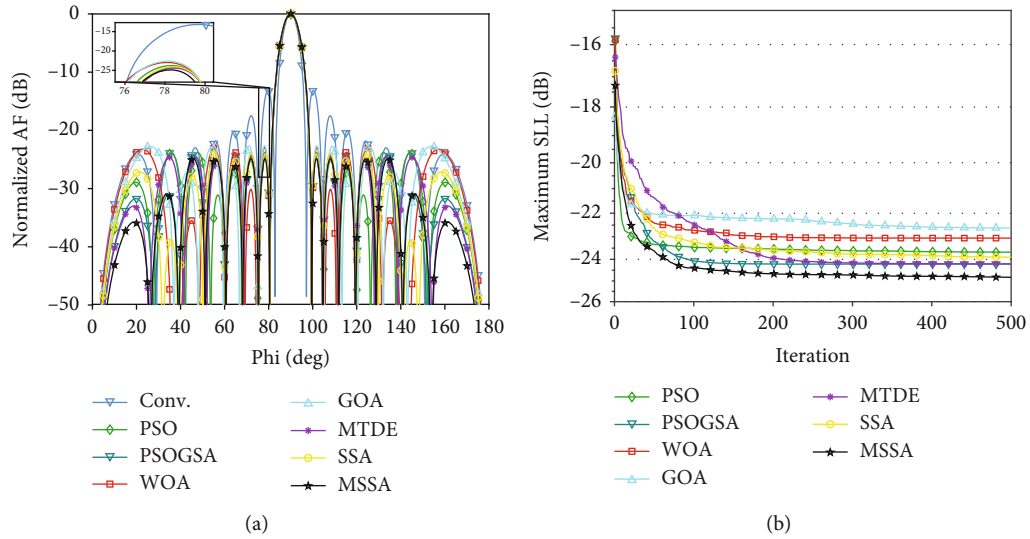 0
−10
−20
−30
−40
−50
Normalized AF (dB)
−15
−20
−25
76
78
80
0 20 40 60 80 100 120 140 160 180
Phi (deg)
Conv.
PSO
PSOGSA
WOA
GOA
MTDE
SSA
MSSA
(a)
−16
−18
−20
−22
−24
−26
Maximum SLL (dB)
0 100 200 300 400 500
Iteration
PSO
PSOGSA
WOA
GOA
MTDE
SSA
MSSA
(b)